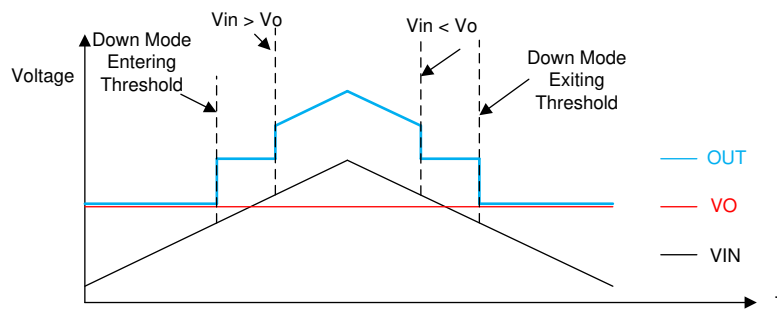 Vin > Vo
Vin < Vo
Down Mode
Entering
Threshold
Down Mode
Exiting
Threshold
Voltage
OUT
VO
VIN